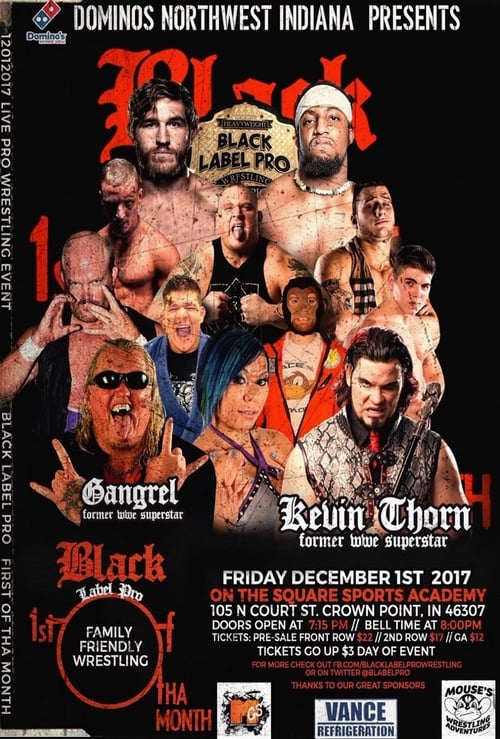 Domino's
DOMINOS NORTHWEST INDIANA PRESENTS
12012017 LIVE PRO WRESTLING EVENT
BLACK LABEL PRO FIRST OF THA MONTH
Black
HEAVYWEIGHT
BLACK
LABEL PRO
WRESTLING
1s
TH
Gangrel
former wwe superstar
Kevin Thorn
former wwe superstar
Black
Label Pro
1st of
FAMILY
FRIENDLY
WRESTLING
THA
MONTH
FRIDAY DECEMBER 1ST 2017
ON THE SQUARE SPORTS ACADEMY
105 N COURT ST. CROWN POINT, IN 46307
DOORS OPEN AT 7:15 PM // BELL TIME AT 8:00PM
TICKETS: PRE-SALE FRONT ROW $22 // 2ND ROW $17 // GA $12
TICKETS GO UP $3 DAY OF EVENT
FOR MORE CHECK OUT FB.COM/BLACKLABELPROWRESTLING
OR ON TWITTER @BLABELPRO
THANKS TO OUR GREAT SPONSORS
VANCE
REFRIGERATION
MOUSE'S
WRESTLING
ADVENTURES